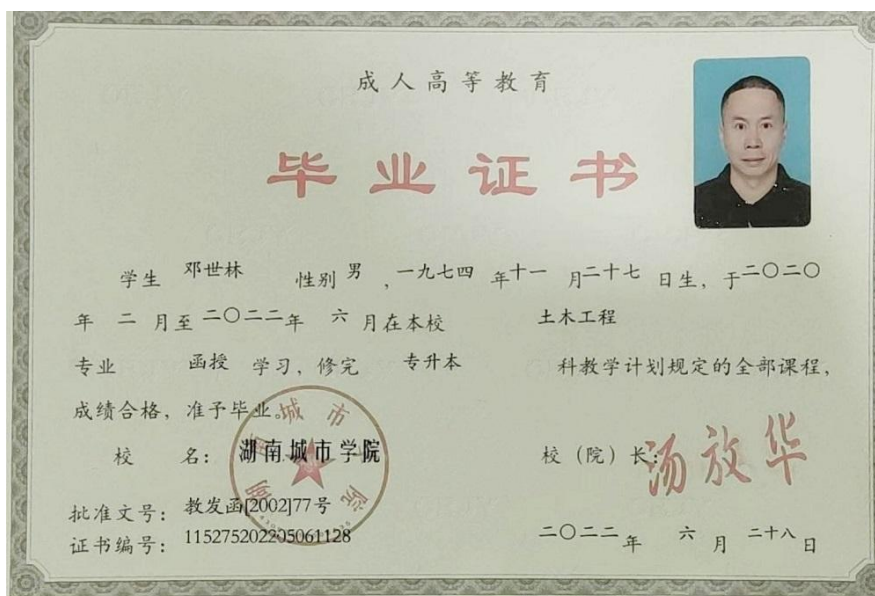 成人高等教育
毕业证书
学生 邓世林 性别 男 ,一九七四 年十一 月二十七 日生，于二〇二〇
年 二 月至 二〇二二年 六 月在本校 土木工程
专业 函授 学习，修完 专升本 科教学计划规定的全部课程，
成绩合格，准予毕业。
校 名： 湖南城市学院 校（院）长： 汤放华
湖南城市学院
批准文号： 教发函[2002]77号
证书编号： 115275202205061128
二〇二二 年 六 月 二十八 日